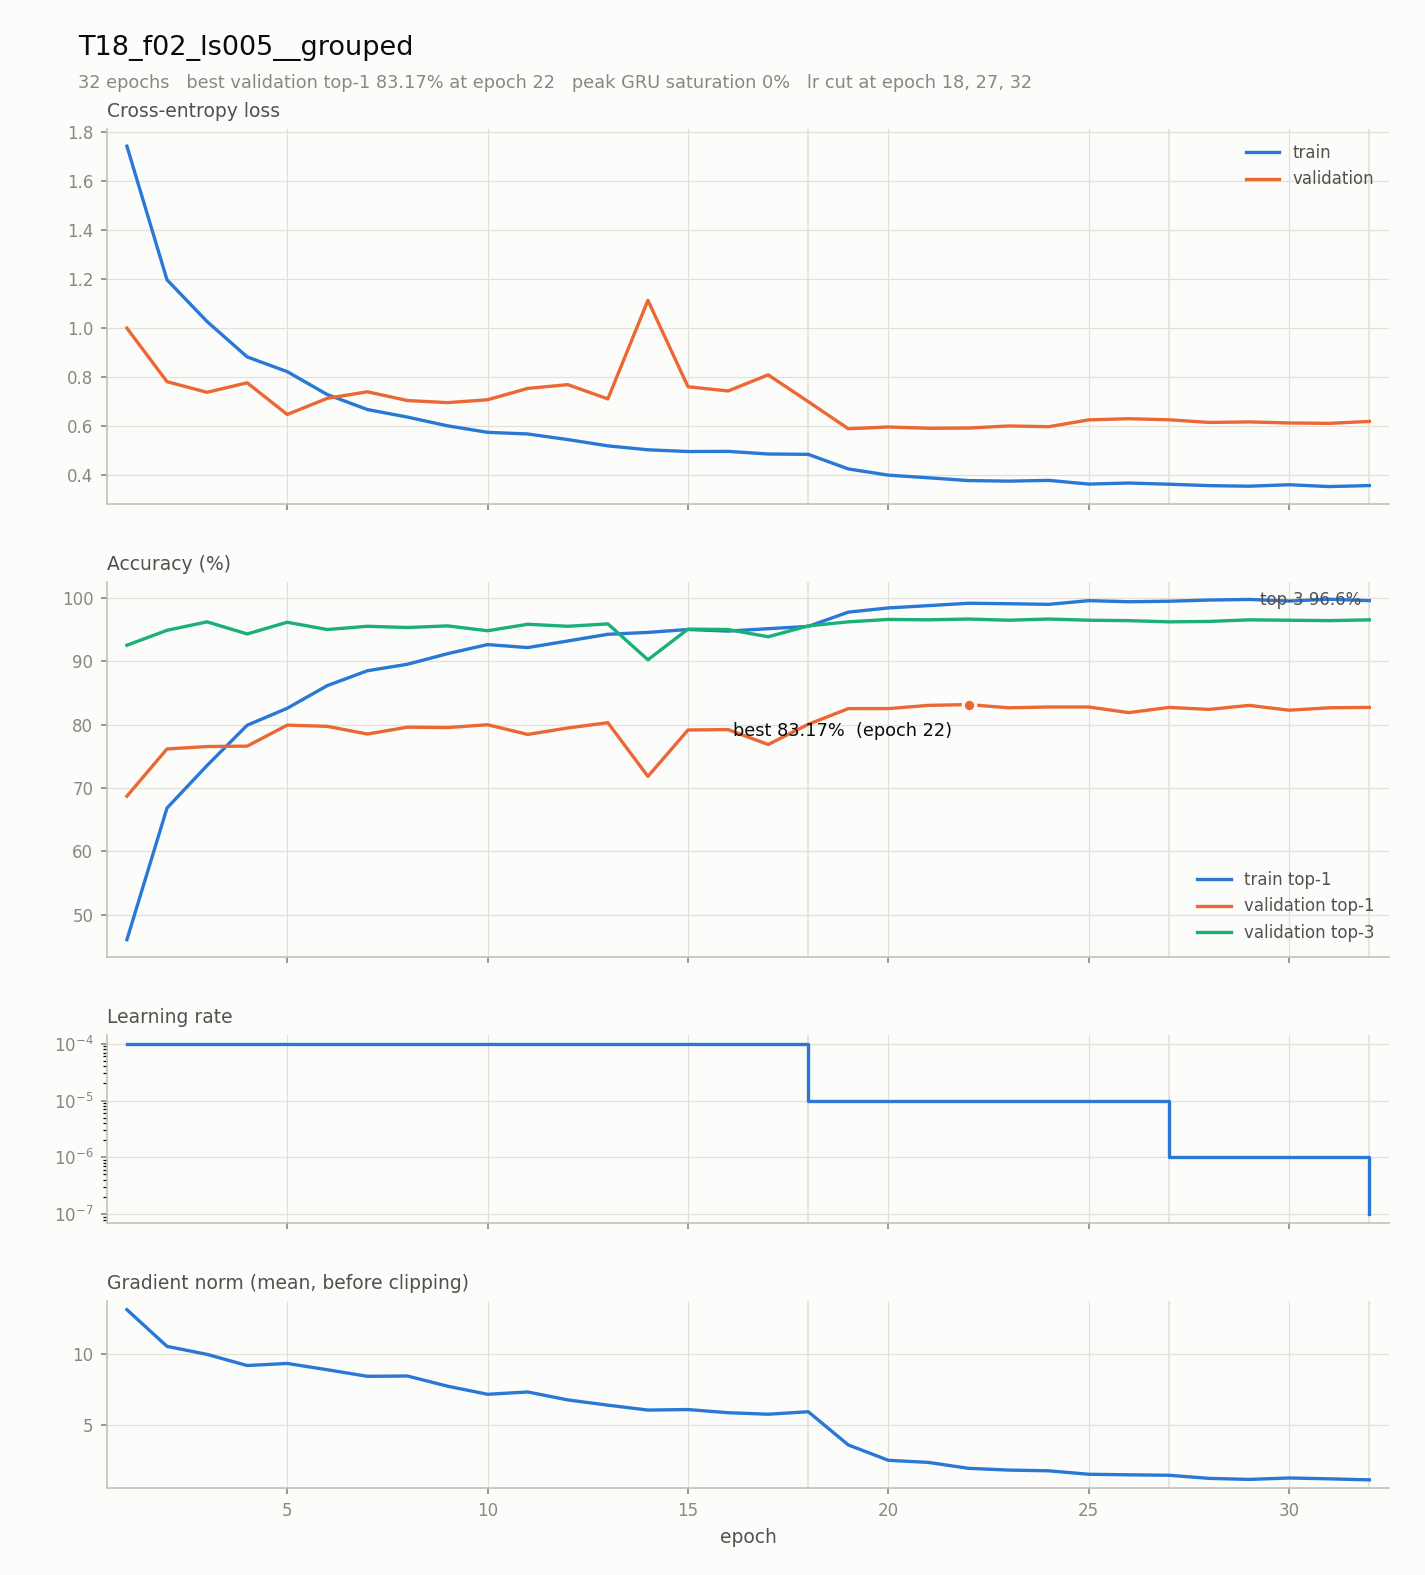 T18_f02_ls005__grouped
32 epochs   best validation top-1 83.17% at epoch 22   peak GRU saturation 0%   lr cut at epoch 18, 27, 32
Cross-entropy loss
train
validation
1.8
1.6
1.4
1.2
1.0
0.8
0.6
0.4
Accuracy (%)
100
90
80
70
60
50
top-3 96.6%
best 83.17%  (epoch 22)
train top-1
validation top-1
validation top-3
Learning rate
10⁻⁴
10⁻⁵
10⁻⁶
10⁻⁷
Gradient norm (mean, before clipping)
10
5
5 10 15 20 25 30
epoch